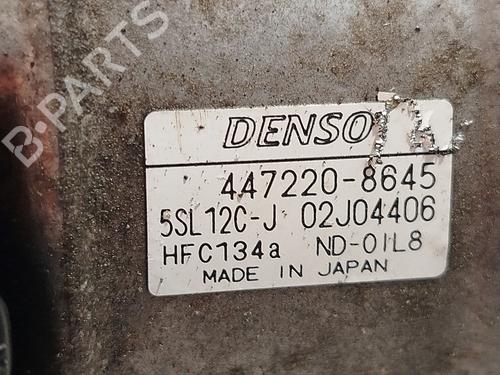 B-PARTS
DENSO
447220-8645
5SL12C-J 02J04406
HFC134a ND-OIL8
MADE IN JAPAN